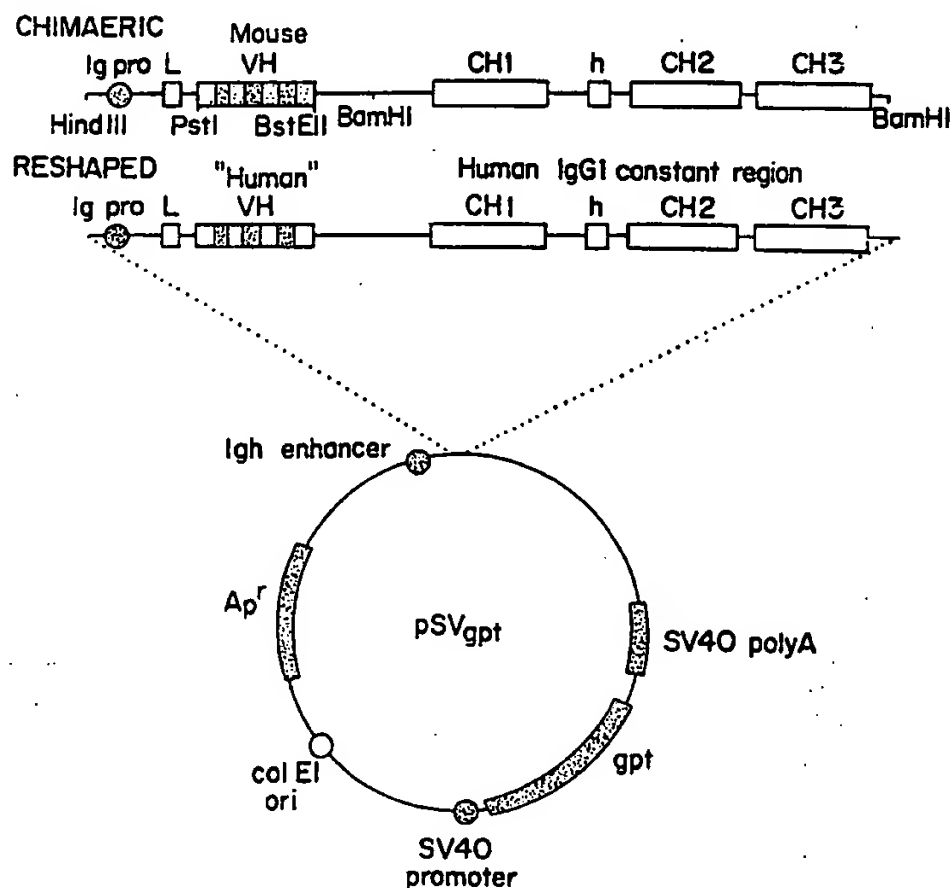 CHIMAERIC
Mouse
Ig pro L VH CH1 h CH2 CH3
HindIII PstI BstEII BamHI BamHI
RESHAPED "Human" Human IgG1 constant region
Ig pro L VH CH1 h CH2 CH3
Igh enhancer
Apr
pSVgpt
SV40 polyA
gpt
col EI
ori
SV40
promoter